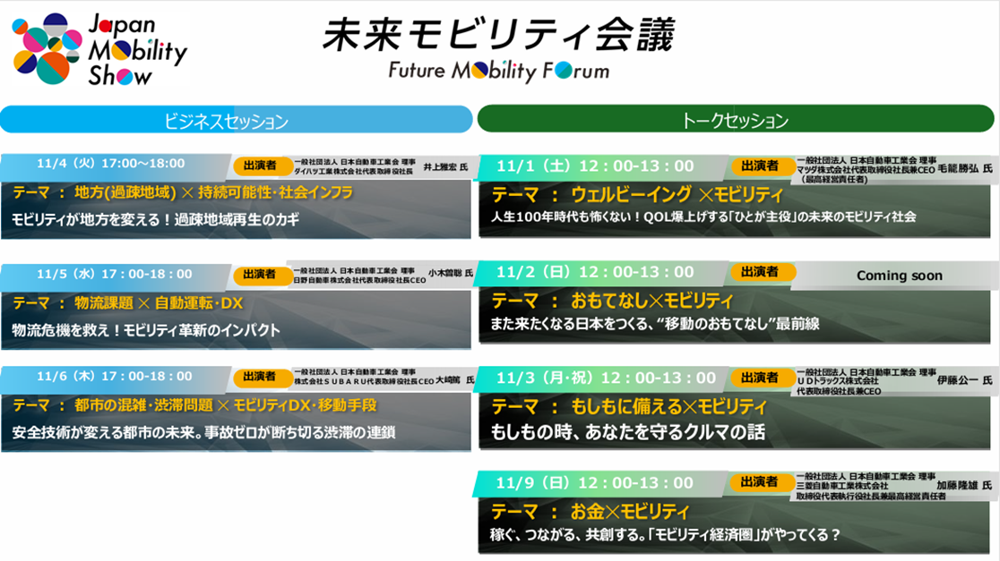 Japan
Mobility
Show
未来モビリティ会議
Future Mobility Forum
ビジネスセッション
11/4（火）17:00～18:00
出演者
一般社団法人 日本自動車工業会 理事
ダイハツ工業株式会社代表取締役社長
井上雅宏 氏
テーマ ： 地方(過疎地域) × 持続可能性・社会インフラ
モビリティが地方を変える！過疎地域再生のカギ
11/5（水）17：00-18：00
出演者
一般社団法人 日本自動車工業会 理事
日野自動車株式会社代表取締役社長CEO
小木曽聡 氏
テーマ ： 物流課題 × 自動運転・DX
物流危機を救え！モビリティ革新のインパクト
11/6（木）17：00-18：00
出演者
一般社団法人 日本自動車工業会 理事
株式会社ＳＵＢＡＲＵ代表取締役社長CEO
大崎篤 氏
テーマ ： 都市の混雑・渋滞問題 × モビリティDX・移動手段
安全技術が変える都市の未来。事故ゼロが断ち切る渋滞の連鎖
トークセッション
11/1（土）12：00-13：00
出演者
一般社団法人 日本自動車工業会 理事
マツダ株式会社代表取締役社長兼CEO
（最高経営責任者）
毛籠勝弘 氏
テーマ ： ウェルビーイング ×モビリティ
人生100年時代も怖くない！QOL爆上げする「ひとが主役」の未来のモビリティ社会
11/2（日）12：00-13：00
出演者
Coming soon
テーマ ： おもてなし×モビリティ
また来たくなる日本をつくる、“移動のおもてなし”最前線
11/3（月・祝）12：00-13：00
出演者
一般社団法人 日本自動車工業会 理事
ＵＤトラックス株式会社
代表取締役社長兼CEO
伊藤公一 氏
テーマ ： もしもに備える×モビリティ
もしもの時、あなたを守るクルマの話
11/9（日）12：00-13：00
出演者
一般社団法人 日本自動車工業会 理事
三菱自動車工業株式会社
取締役代表執行役社長兼最高経営責任者
加藤隆雄 氏
テーマ ： お金×モビリティ
稼ぐ、つながる、共創する。「モビリティ経済圏」がやってくる？